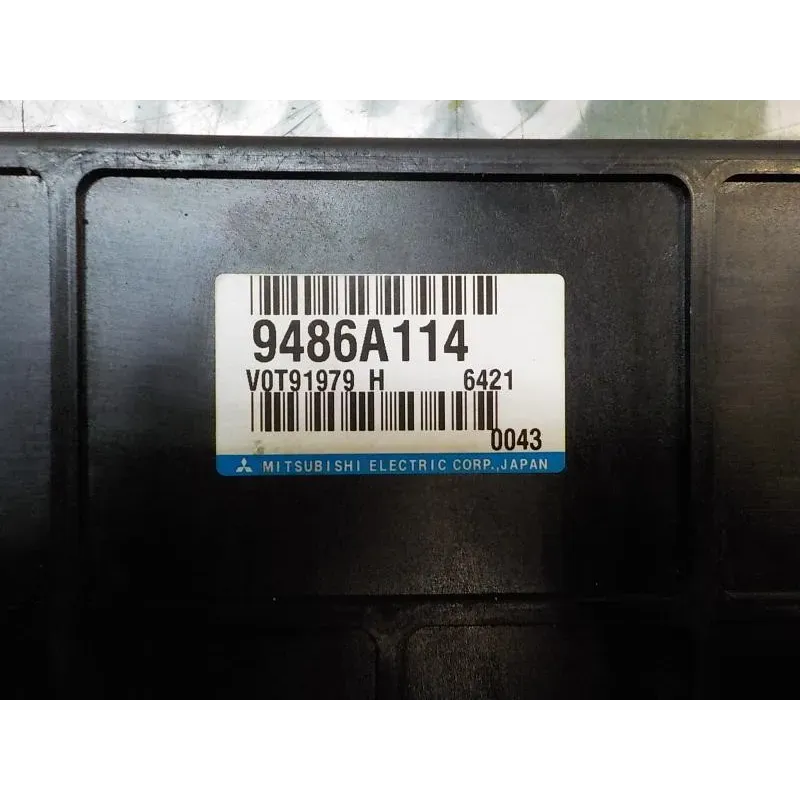 9486A114
V0T91979 H 6421
0043
MITSUBISHI ELECTRIC CORP.,JAPAN